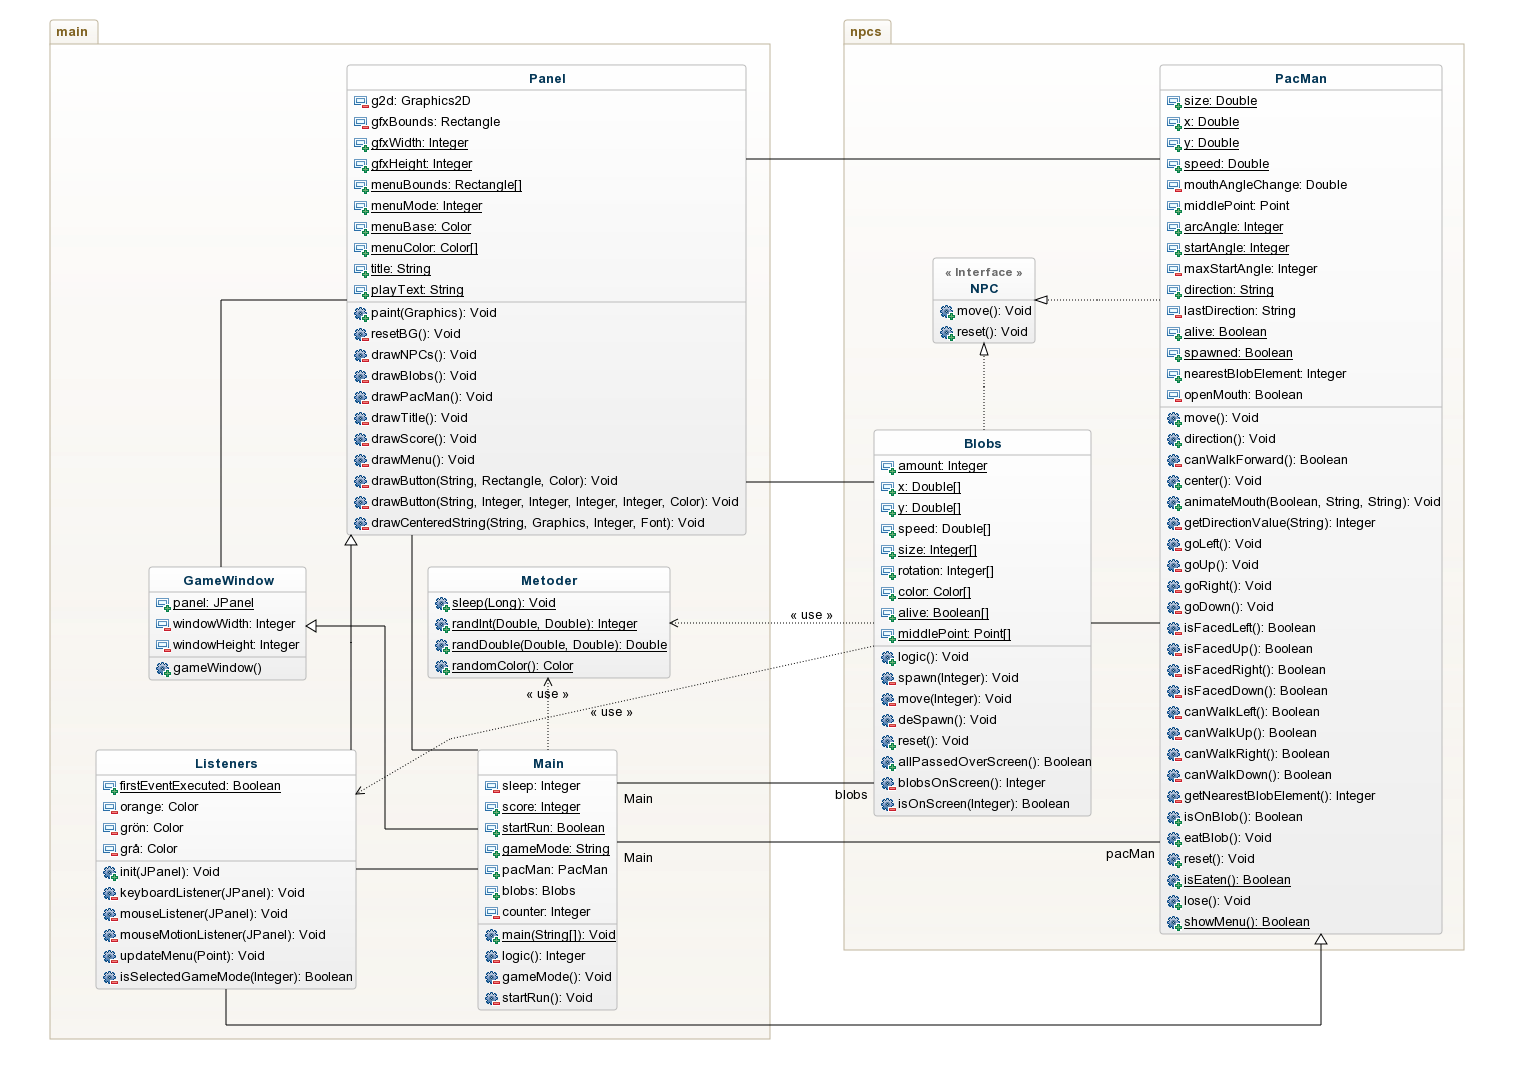 main
Panel
g2d: Graphics2D
gfxBounds: Rectangle
gfxWidth: Integer
gfxHeight: Integer
menuBounds: Rectangle[]
menuMode: Integer
menuBase: Color
menuColor: Color[]
title: String
playText: String
paint(Graphics): Void
resetBG(): Void
drawNPCs(): Void
drawBlobs(): Void
drawPacMan(): Void
drawTitle(): Void
drawScore(): Void
drawMenu(): Void
drawButton(String, Rectangle, Color): Void
drawButton(String, Integer, Integer, Integer, Integer, Color): Void
drawCenteredString(String, Graphics, Integer, Font): Void
GameWindow
panel: JPanel
windowWidth: Integer
windowHeight: Integer
gameWindow()
Metoder
sleep(Long): Void
randInt(Double, Double): Integer
randDouble(Double, Double): Double
randomColor(): Color
« use »
« use »
« use »
Listeners
firstEventExecuted: Boolean
orange: Color
grön: Color
grå: Color
init(JPanel): Void
keyboardListener(JPanel): Void
mouseListener(JPanel): Void
mouseMotionListener(JPanel): Void
updateMenu(Point): Void
isSelectedGameMode(Integer): Boolean
Main
sleep: Integer
score: Integer
startRun: Boolean
gameMode: String
pacMan: PacMan
blobs: Blobs
counter: Integer
main(String[]): Void
logic(): Integer
gameMode(): Void
startRun(): Void
Main
blobs
Main
pacMan
npcs
« Interface »
NPC
move(): Void
reset(): Void
Blobs
amount: Integer
x: Double[]
y: Double[]
speed: Double[]
size: Integer[]
rotation: Integer[]
color: Color[]
alive: Boolean[]
middlePoint: Point[]
logic(): Void
spawn(Integer): Void
move(Integer): Void
deSpawn(): Void
reset(): Void
allPassedOverScreen(): Boolean
blobsOnScreen(): Integer
isOnScreen(Integer): Boolean
PacMan
size: Double
x: Double
y: Double
speed: Double
mouthAngleChange: Double
middlePoint: Point
arcAngle: Integer
startAngle: Integer
maxStartAngle: Integer
direction: String
lastDirection: String
alive: Boolean
spawned: Boolean
nearestBlobElement: Integer
openMouth: Boolean
move(): Void
direction(): Void
canWalkForward(): Boolean
center(): Void
animateMouth(Boolean, String, String): Void
getDirectionValue(String): Integer
goLeft(): Void
goUp(): Void
goRight(): Void
goDown(): Void
isFacedLeft(): Boolean
isFacedUp(): Boolean
isFacedRight(): Boolean
isFacedDown(): Boolean
canWalkLeft(): Boolean
canWalkUp(): Boolean
canWalkRight(): Boolean
canWalkDown(): Boolean
getNearestBlobElement(): Integer
isOnBlob(): Boolean
eatBlob(): Void
reset(): Void
isEaten(): Boolean
lose(): Void
showMenu(): Boolean